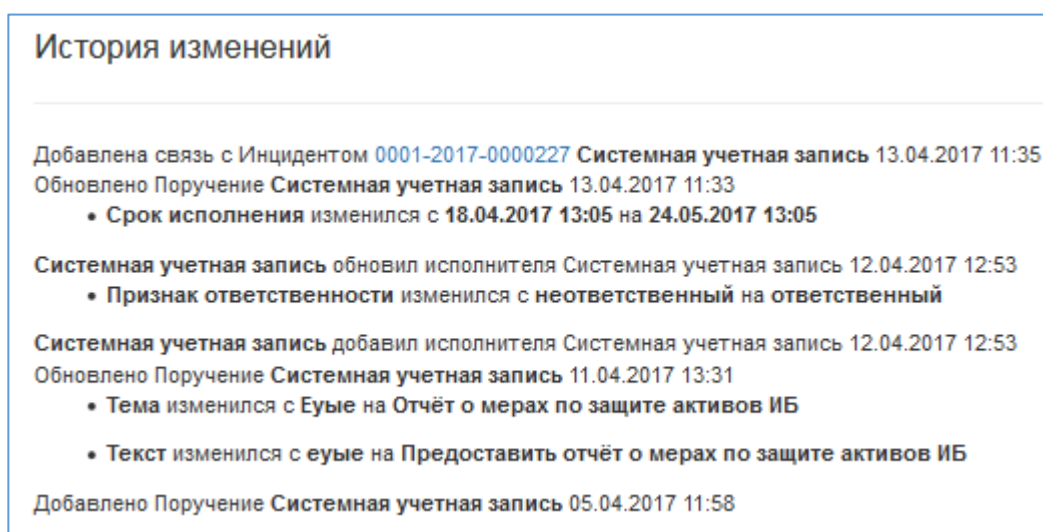 История изменений
Добавлена связь с Инцидентом 0001-2017-0000227 Системная учетная запись 13.04.2017 11:35
Обновлено Поручение Системная учетная запись 13.04.2017 11:33
• Срок исполнения изменился с 18.04.2017 13:05 на 24.05.2017 13:05
Системная учетная запись обновил исполнителя Системная учетная запись 12.04.2017 12:53
• Признак ответственности изменился с неответственный на ответственный
Системная учетная запись добавил исполнителя Системная учетная запись 12.04.2017 12:53
Обновлено Поручение Системная учетная запись 11.04.2017 13:31
• Тема изменился с Еуые на Отчёт о мерах по защите активов ИБ
• Текст изменился с еуые на Предоставить отчёт о мерах по защите активов ИБ
Добавлено Поручение Системная учетная запись 05.04.2017 11:58